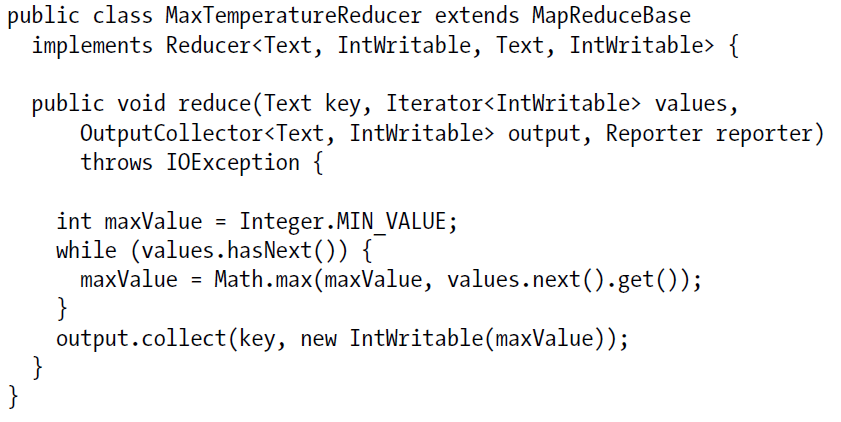 public class MaxTemperatureReducer extends MapReduceBase
  implements Reducer<Text, IntWritable, Text, IntWritable> {

  public void reduce(Text key, Iterator<IntWritable> values,
      OutputCollector<Text, IntWritable> output, Reporter reporter)
      throws IOException {

    int maxValue = Integer.MIN_VALUE;
    while (values.hasNext()) {
      maxValue = Math.max(maxValue, values.next().get());
    }
    output.collect(key, new IntWritable(maxValue));
  }
}